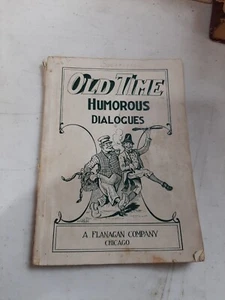 OLD TIME
HUMOROUS
DIALOGUES
A FLANAGAN COMPANY
CHICAGO